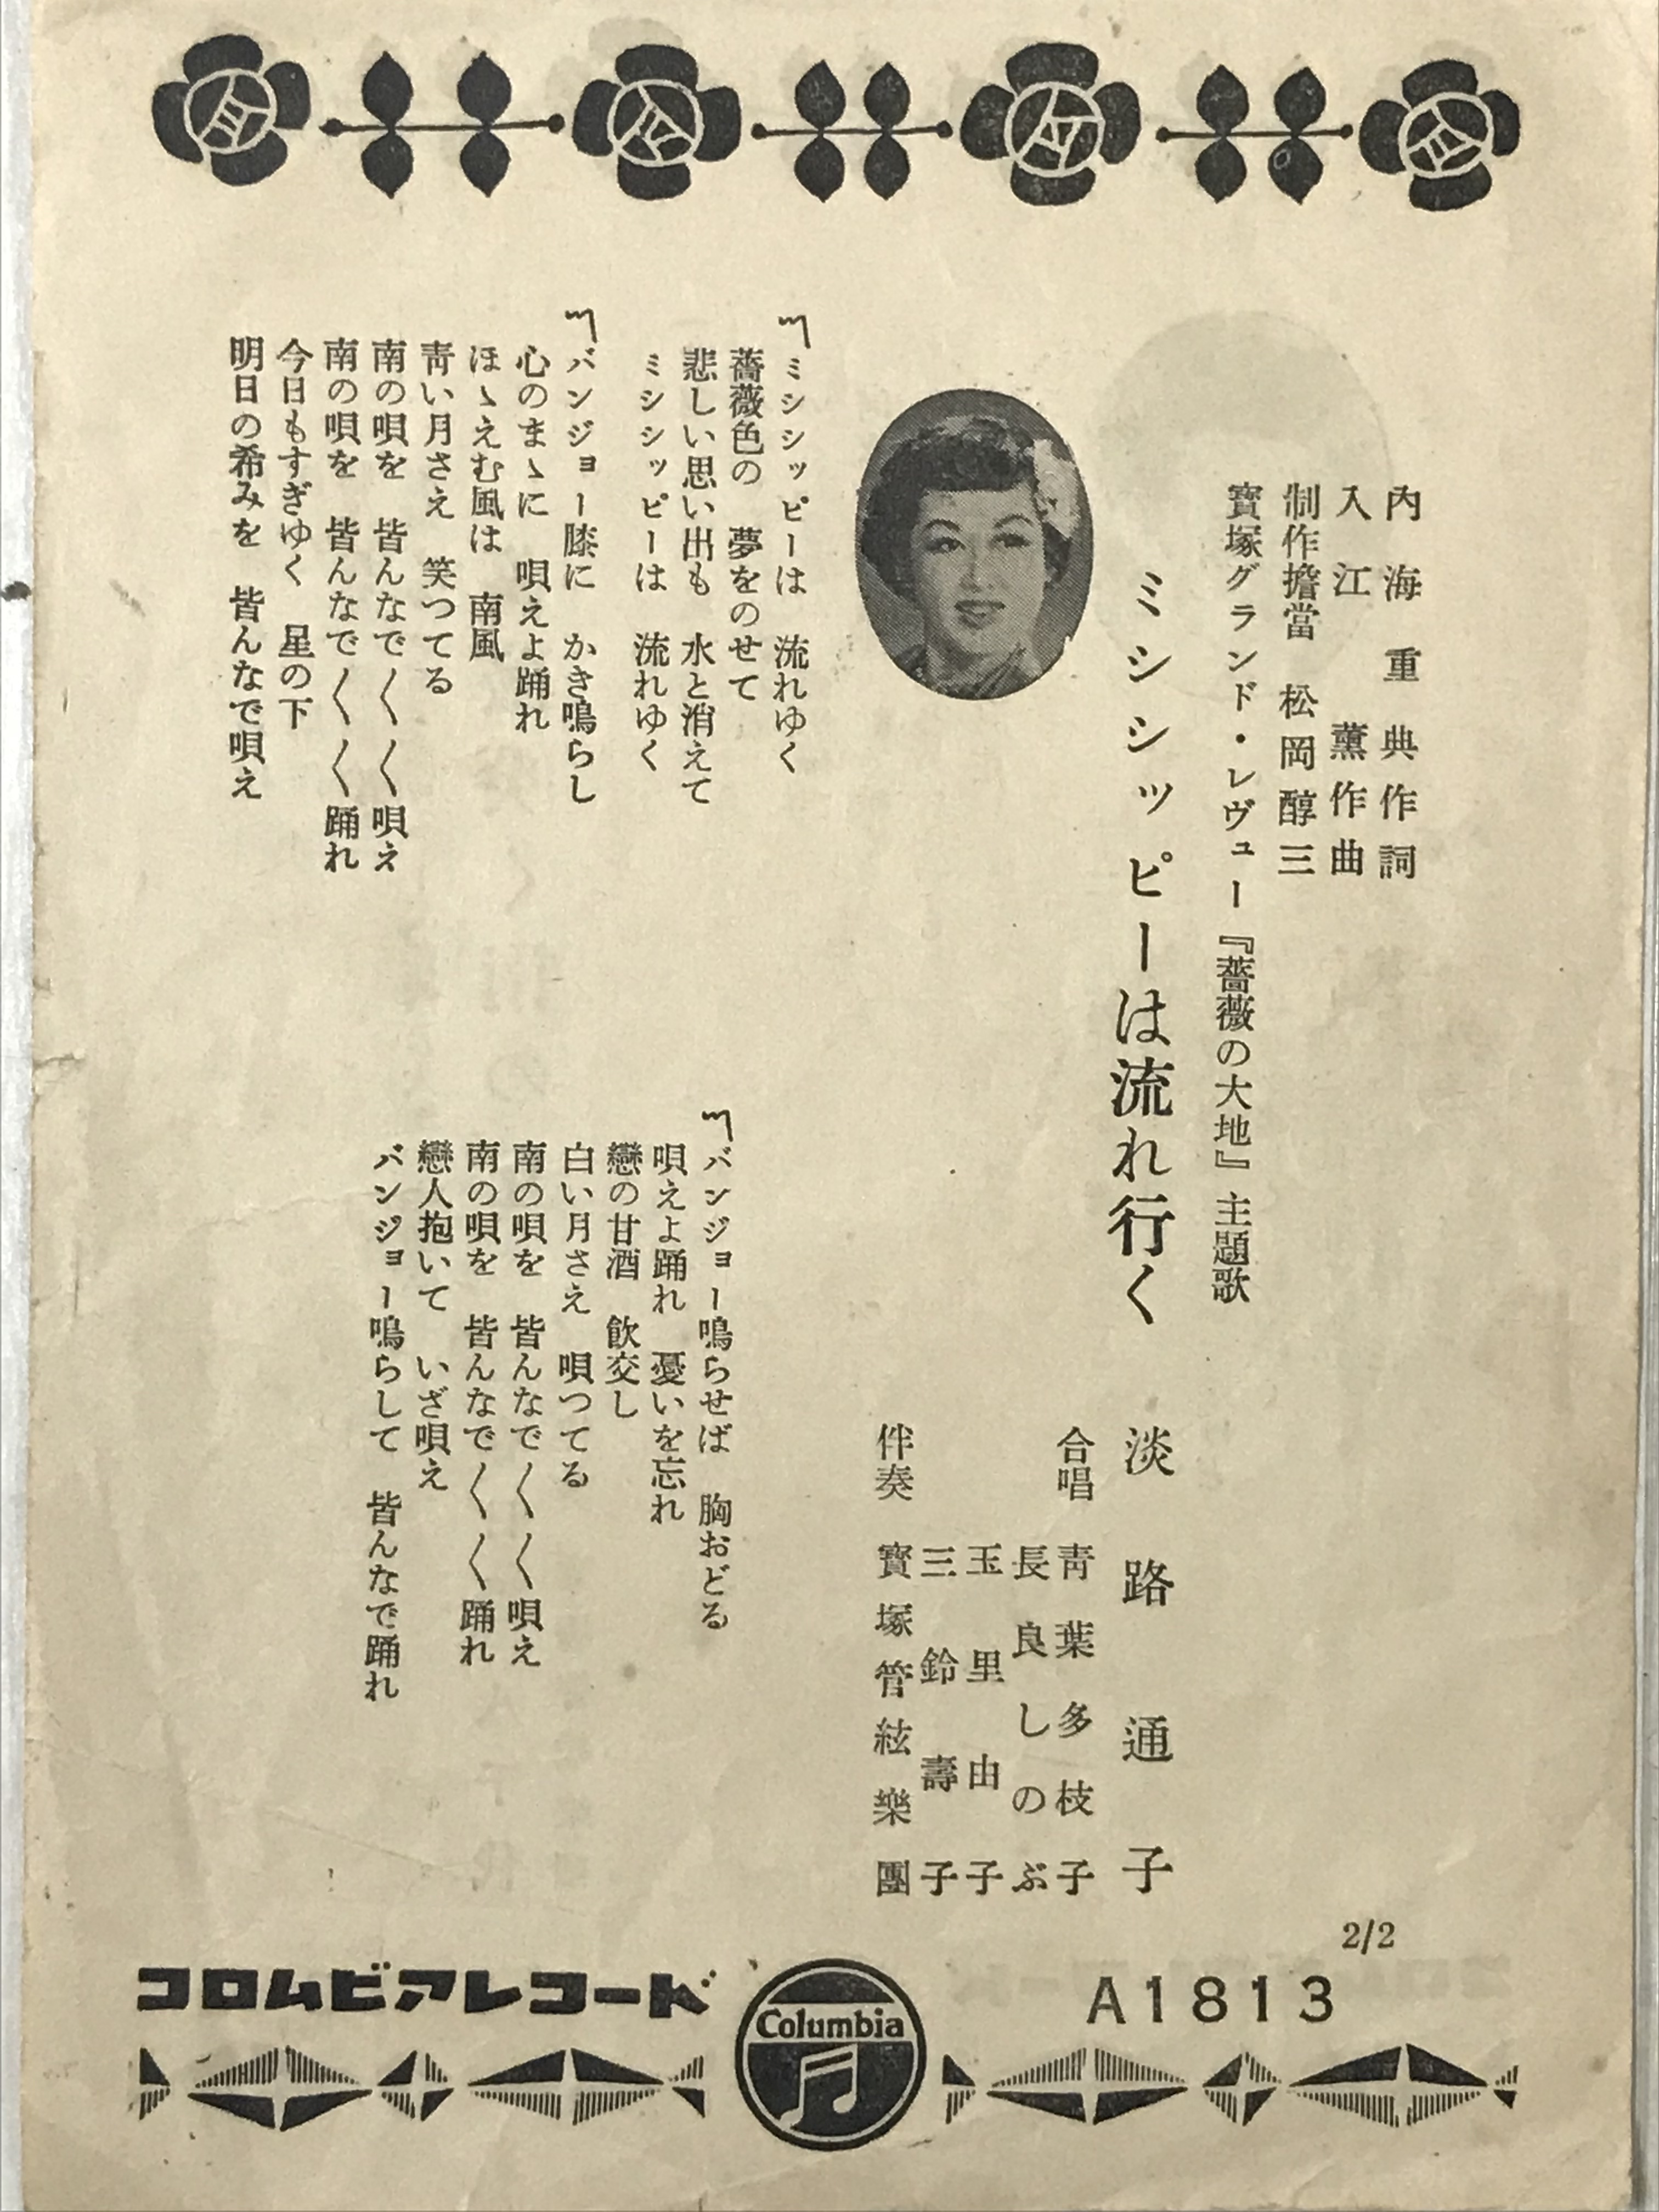 内海重典作詞
入江薫作曲
制作擔當 松岡醇三
寶塚グランド・レヴュー『薔薇の大地』主題歌
ミシシッピーは流れ行く
淡路通子
合唱 靑葉多枝子
長良しのぶ
玉里由子
三鈴壽子
伴奏 寶塚管絃樂團
〽ミシシッピーは 流れゆく
薔薇色の 夢をのせて
悲しい思い出も 水と消えて
ミシシッピーは 流れゆく
〽バンジョー膝に かき鳴らし
心のまゝに 唄えよ踊れ
ほゝえむ風は 南風
靑い月さえ 笑つてる
南の唄を 皆んなで〱〱唄え
南の唄を 皆んなで〱〱踊れ
今日もすぎゆく 星の下
明日の希みを 皆んなで唄え
〽バンジョー鳴らせば 胸おどる
唄えよ踊れ 憂いを忘れ
戀の甘酒 飲交し
白い月さえ 唄つてる
南の唄を 皆んなで〱〱唄え
南の唄を 皆んなで〱〱踊れ
戀人抱いて いざ唄え
バンジョー鳴らして 皆んなで踊れ
2/2
A1813
コロムビアレコード
Columbia